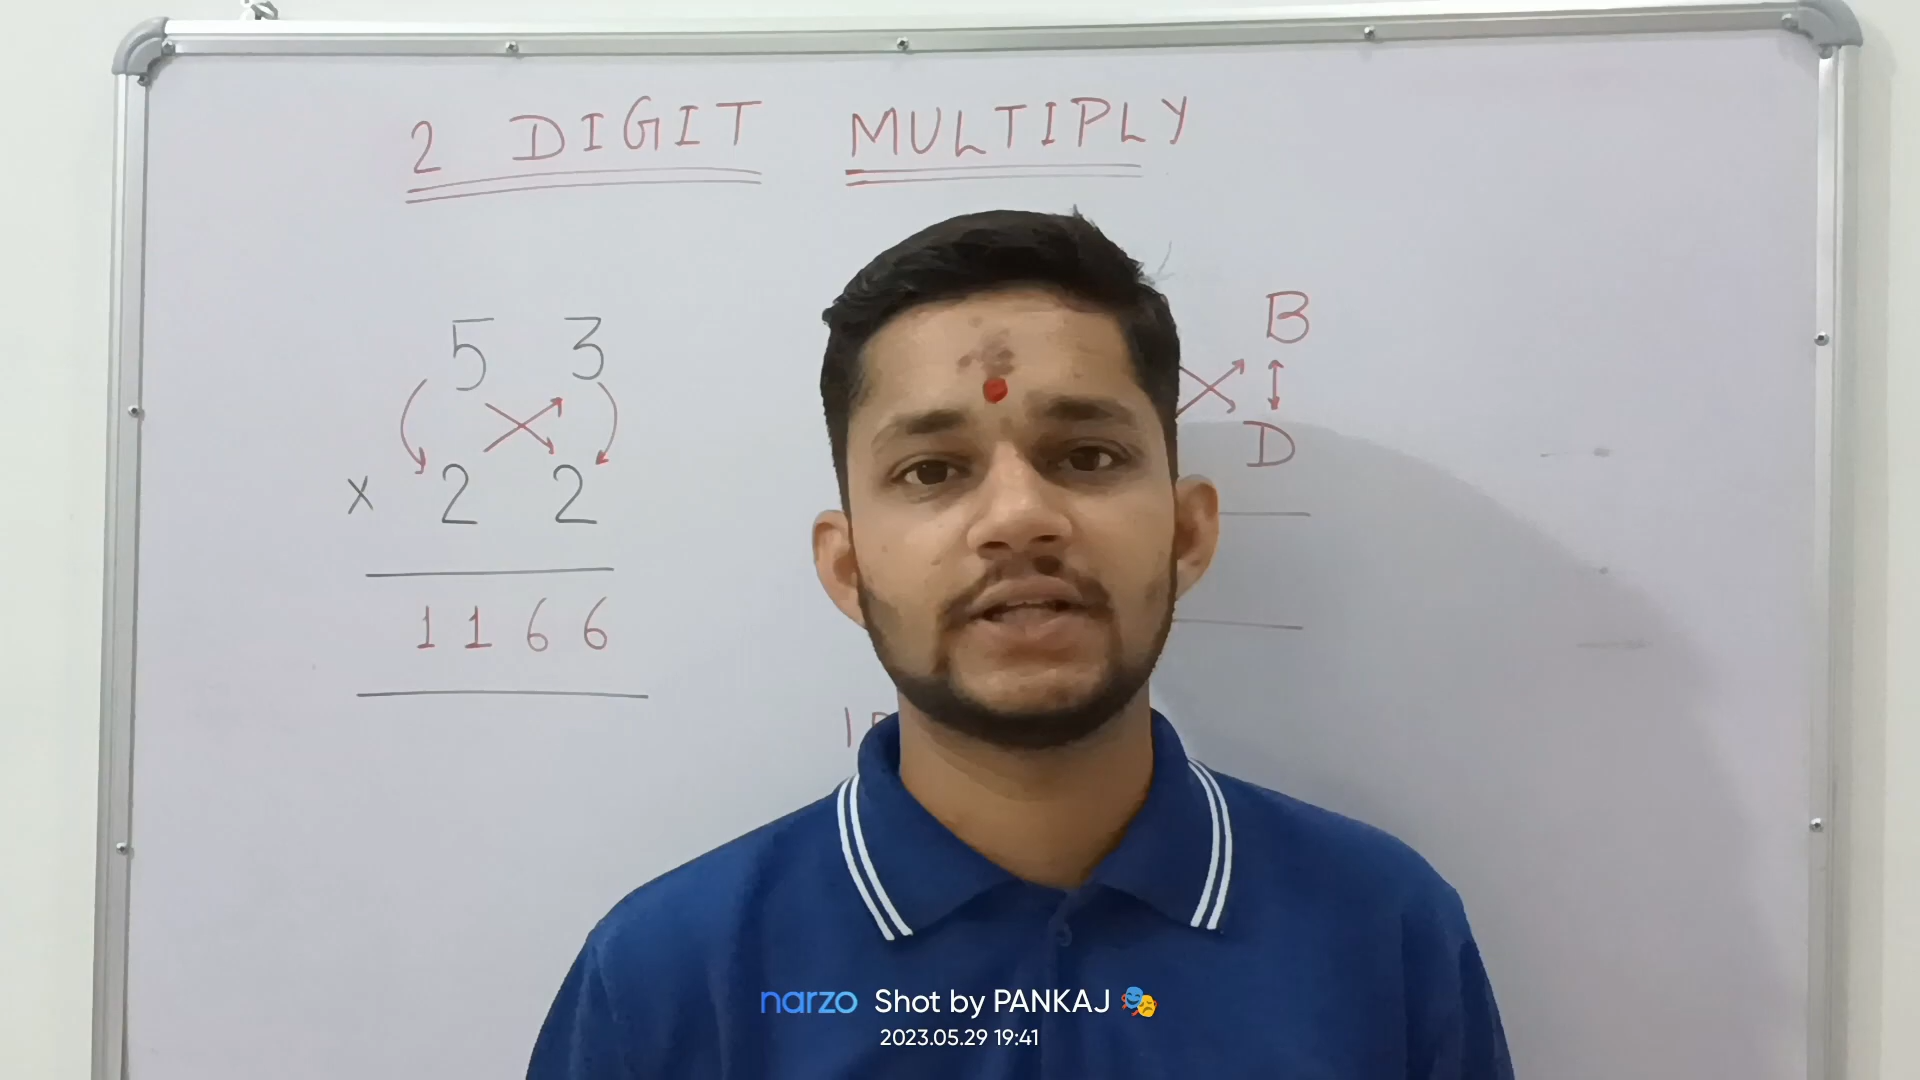 2 DIGIT MULTIPLY
5 3
B
x 2 2
D
1 1 6 6
narzo Shot by PANKAJ 🎭
2023.05.29 19:41